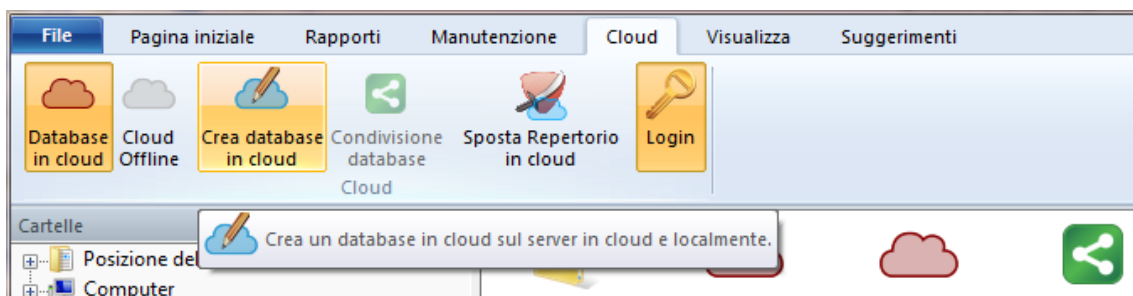 File Pagina iniziale Rapporti Manutenzione Cloud Visualizza Suggerimenti
Database in cloud
Cloud Offline
Crea database in cloud
Condivisione database
Sposta Repertorio in cloud
Login
Cloud
Cartelle
Crea un database in cloud sul server in cloud e localmente.
Posizione del
Computer